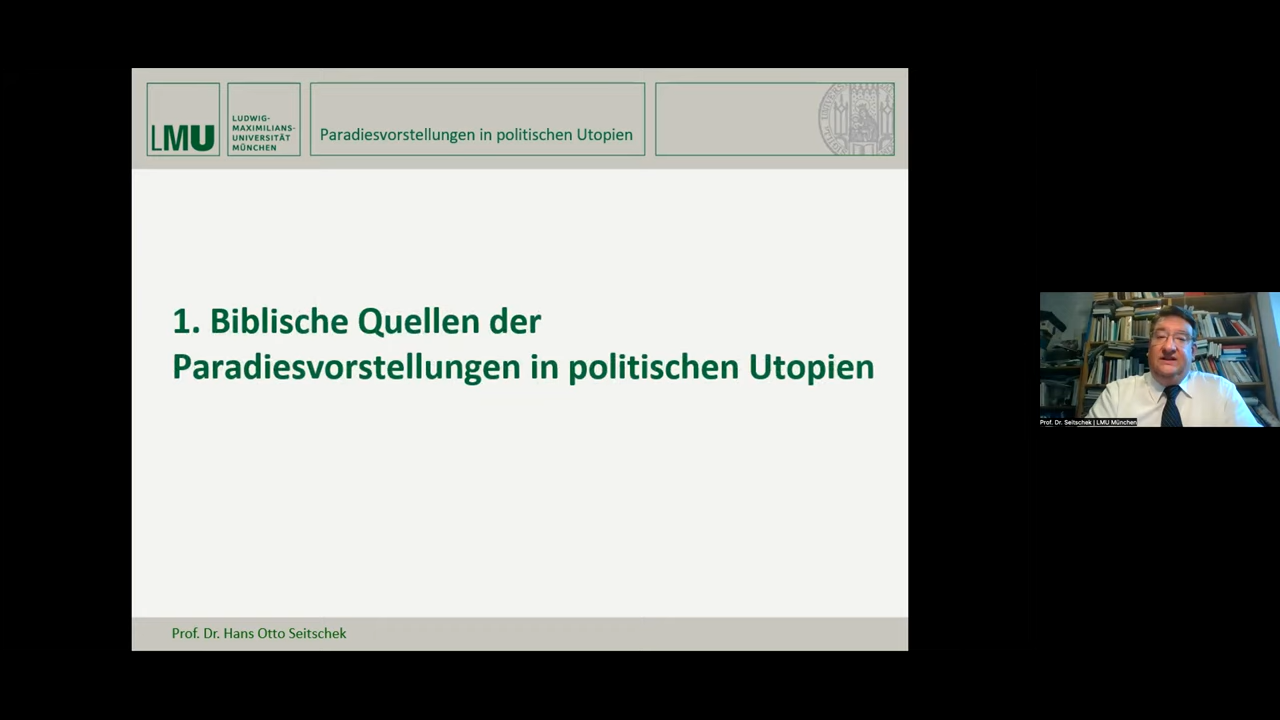 LMU
LUDWIG-
MAXIMILIANS-
UNIVERSITÄT
MÜNCHEN
Paradiesvorstellungen in politischen Utopien
1. Biblische Quellen der
Paradiesvorstellungen in politischen Utopien
Prof. Dr. Hans Otto Seitschek
Prof. Dr. Seitschek | LMU München